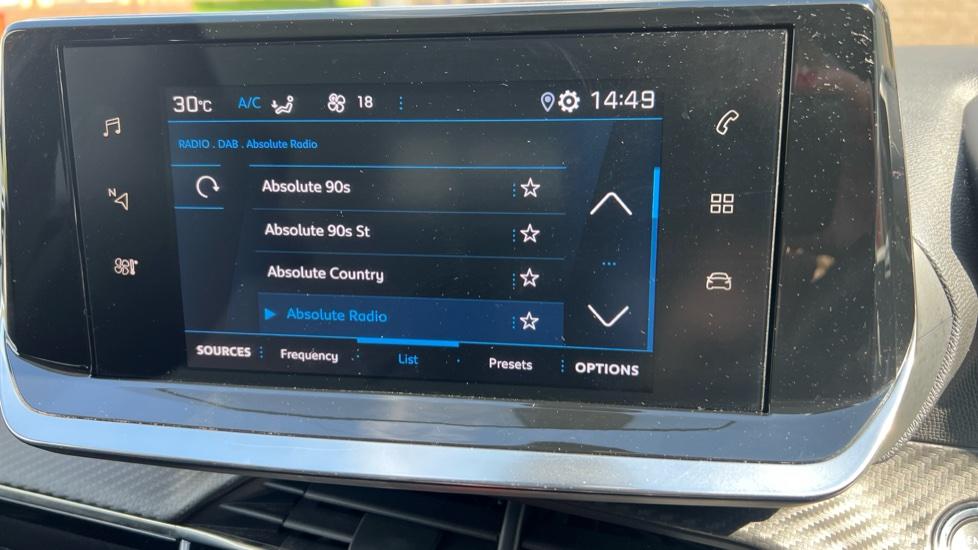 30°C A/C 18 14:49
RADIO . DAB . Absolute Radio
Absolute 90s
N
Absolute 90s St
Absolute Country
Absolute Radio
SOURCES Frequency List Presets OPTIONS